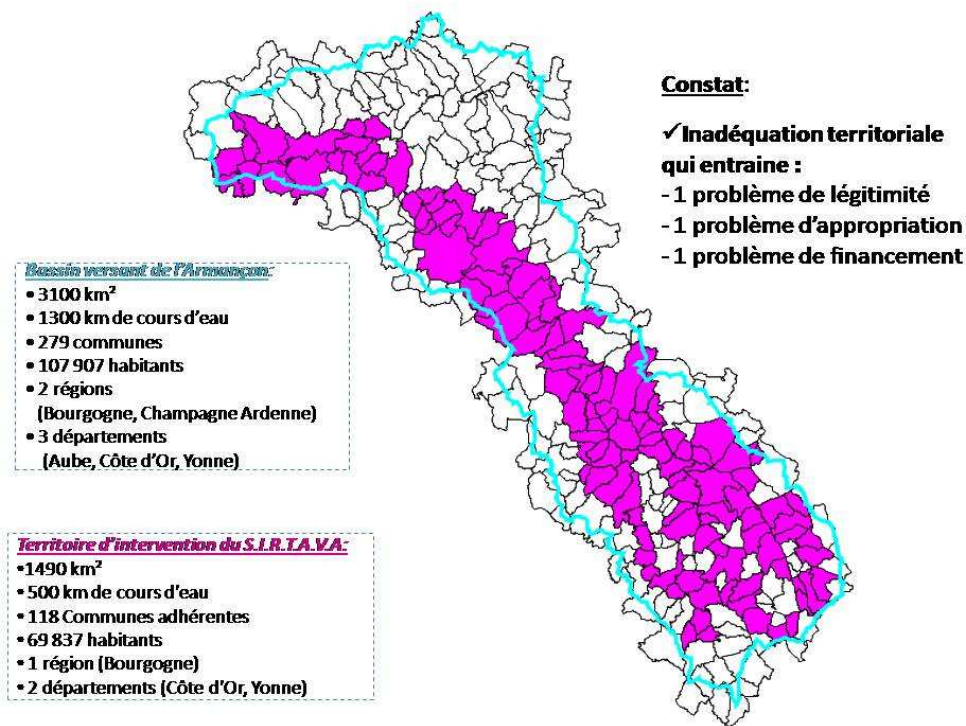 Constat:
✓Inadéquation territoriale
qui entraine :
- 1 problème de légitimité
- 1 problème d'appropriation
- 1 problème de financement
Bassin versant de l'Armançon:
• 3100 km²
• 1300 km de cours d'eau
• 279 communes
• 107 907 habitants
• 2 régions
(Bourgogne, Champagne Ardenne)
• 3 départements
(Aube, Côte d'Or, Yonne)
Territoire d'intervention du S.I.R.T.A.V.A:
•1490 km²
• 500 km de cours d'eau
• 118 Communes adhérentes
• 69 837 habitants
• 1 région (Bourgogne)
• 2 départements (Côte d'Or, Yonne)